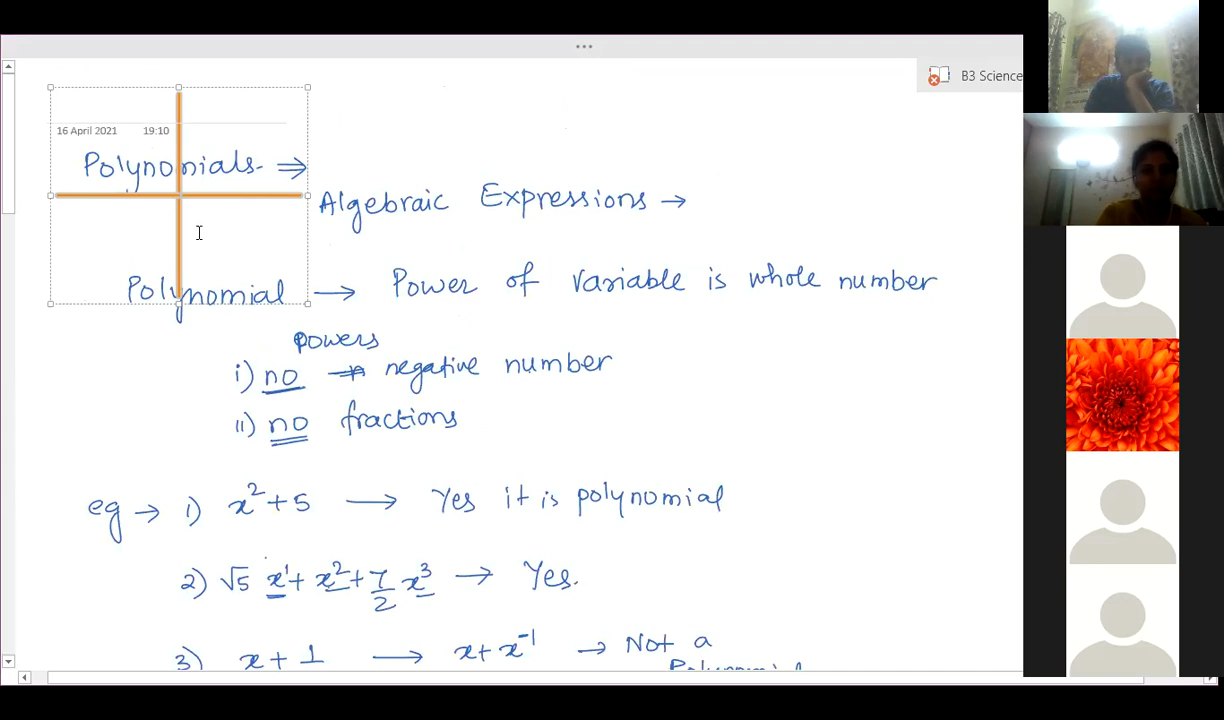 B3 Science
16 April 2021 19:10
Polynomials ⇒
Algebraic Expressions →
Polynomial → Power of variable is whole number
powers
i) no negative number
ii) no fractions
eg → 1) x² + 5 → Yes it is polynomial
2) √5 x¹ + x² + 7/2 x³ → Yes.
3) x + 1 → x + x⁻¹ → Not a
Polynomial